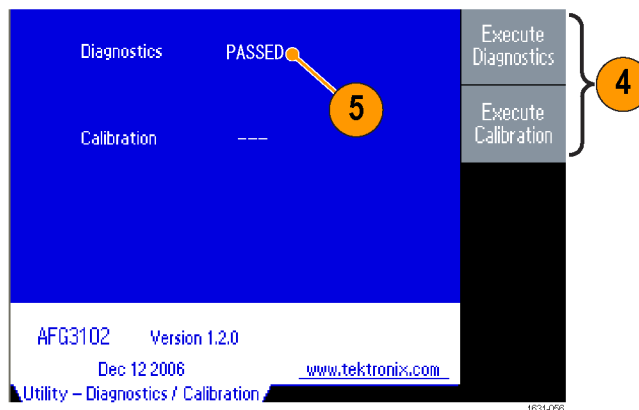 Diagnostics PASSED
5
Calibration ---
Execute
Diagnostics
Execute
Calibration
4
AFG3102 Version 1.2.0
Dec 12 2006 www.tektronix.com
Utility – Diagnostics / Calibration
1631-056